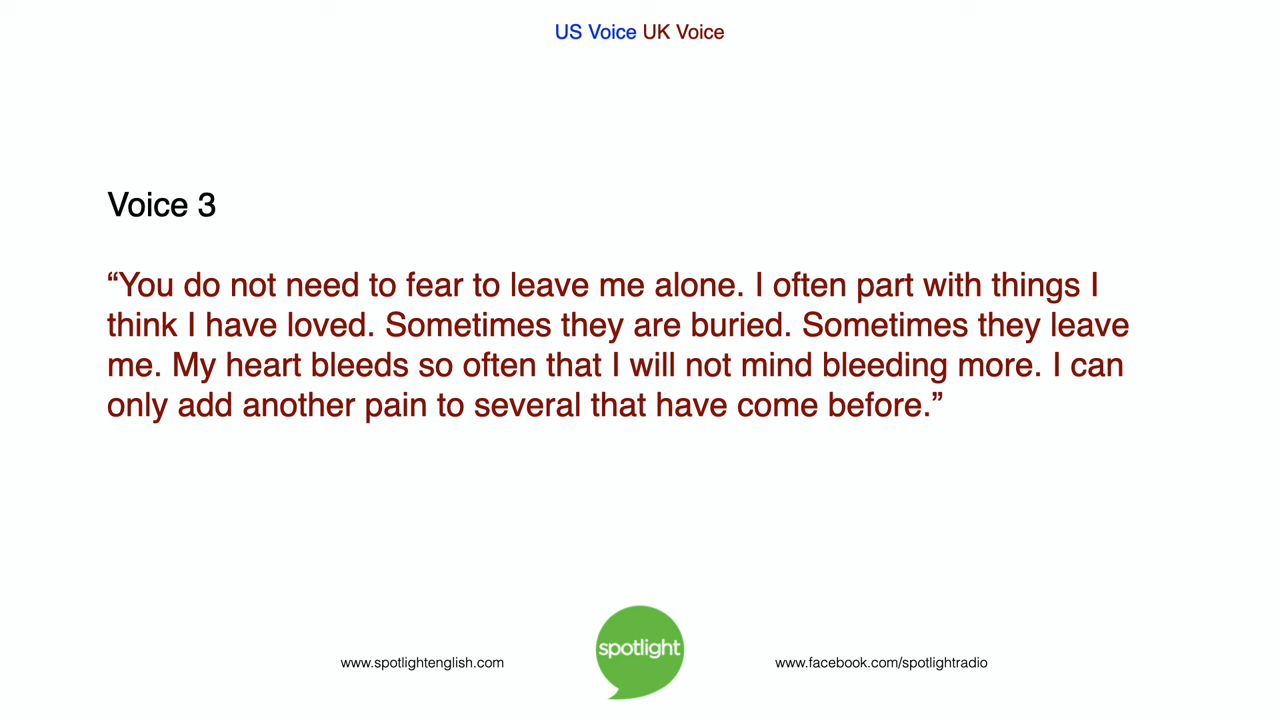 US Voice UK Voice
Voice 3
“You do not need to fear to leave me alone. I often part with things I
think I have loved. Sometimes they are buried. Sometimes they leave
me. My heart bleeds so often that I will not mind bleeding more. I can
only add another pain to several that have come before.”
spotlight
www.spotlightenglish.com
www.facebook.com/spotlightradio